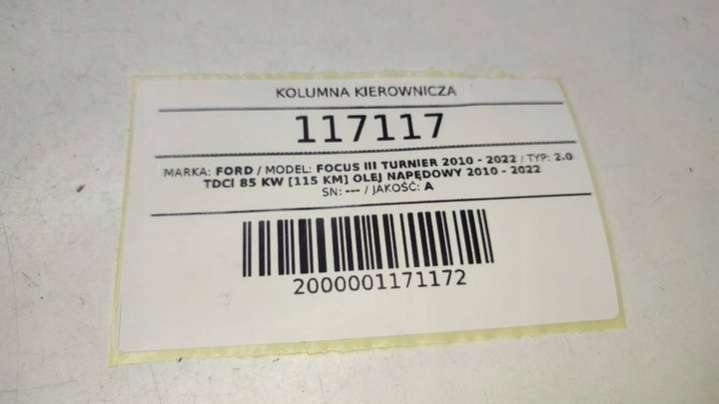 KOLUMNA KIEROWNICZA
117117
MARKA: FORD / MODEL: FOCUS III TURNIER 2010 - 2022 / TYP: 2.0
TDCI 85 KW [115 KM] OLEJ NAPĘDOWY 2010 - 2022
SN: --- / JAKOŚĆ: A
2000001171172